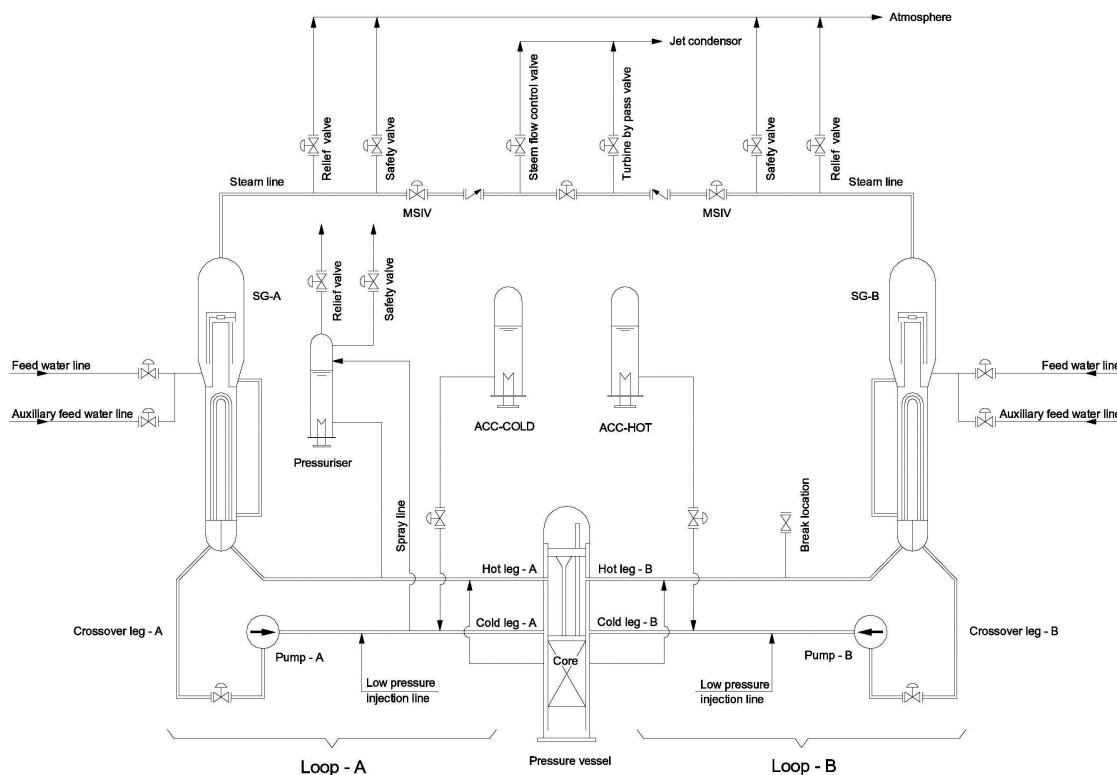 Atmosphere
Jet condensor
Relief valve
Safety valve
Steem flow control valve
Turbine by pass valve
Safety valve
Relief valve
Steam line
Steam line
MSIV
MSIV
SG-A
Relief valve
Safety valve
SG-B
Feed water line
Feed water line
Auxiliary feed water line
Auxiliary feed water line
ACC-COLD
ACC-HOT
Pressuriser
Spray line
Break location
Hot leg - A
Hot leg - B
Crossover leg - A
Cold leg - A
Cold leg - B
Crossover leg - B
Pump - A
Core
Pump - B
Low pressure
injection line
Low pressure
injection line
Loop - A
Pressure vessel
Loop - B